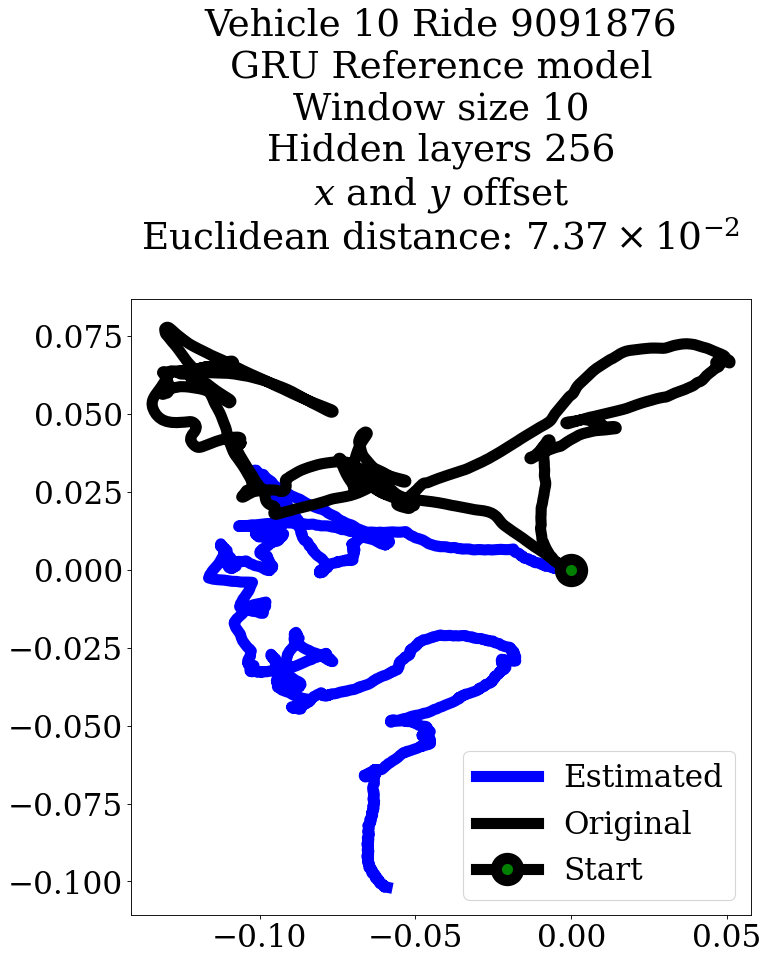 Vehicle 10 Ride 9091876
GRU Reference model
Window size 10
Hidden layers 256
x and y offset
Euclidean distance: 7.37 × 10⁻²
0.075
0.050
0.025
0.000
−0.025
−0.050
−0.075
−0.100
Estimated
Original
Start
−0.10 −0.05 0.00 0.05